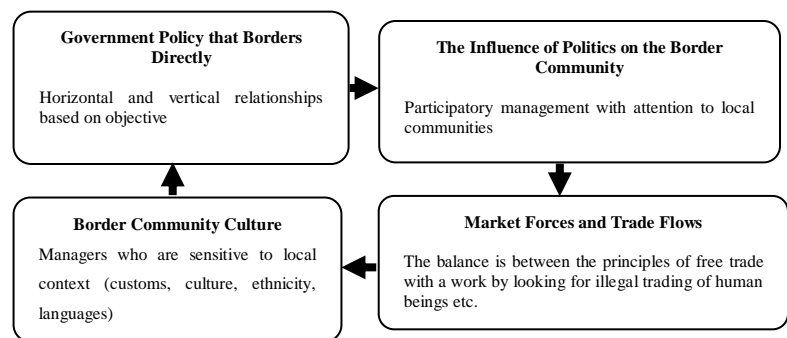 Government Policy that Borders
Directly
Horizontal and vertical relationships
based on objective
The Influence of Politics on the Border
Community
Participatory management with attention to local
communities
Border Community Culture
Managers who are sensitive to local
context (customs, culture, ethnicity,
languages)
Market Forces and Trade Flows
The balance is between the principles of free trade
with a work by looking for illegal trading of human
beings etc.